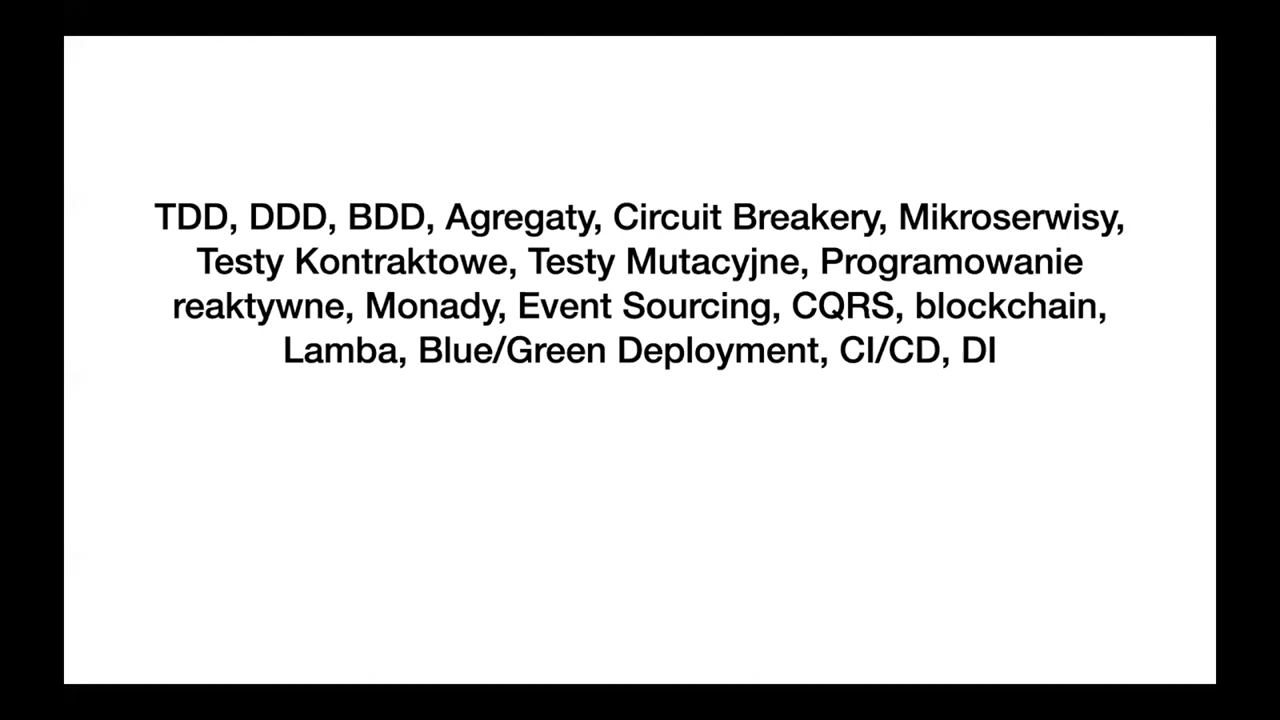 TDD, DDD, BDD, Agregaty, Circuit Breakery, Mikroserwisy,
Testy Kontraktowe, Testy Mutacyjne, Programowanie
reaktywne, Monady, Event Sourcing, CQRS, blockchain,
Lamba, Blue/Green Deployment, CI/CD, DI